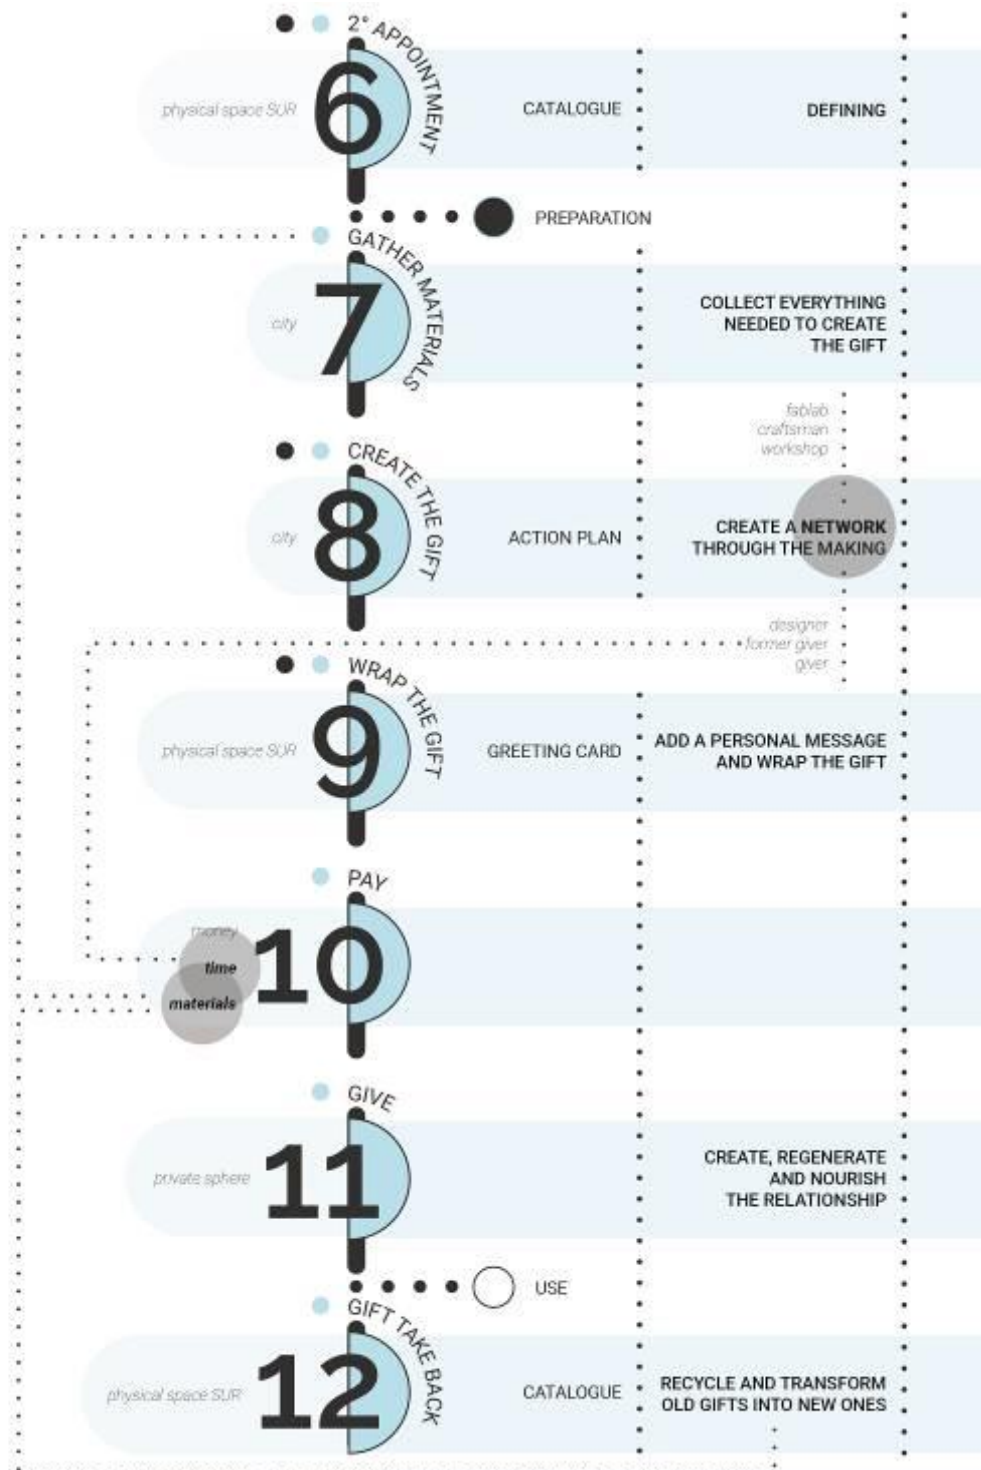 2° APPOINTMENT
physical space SUR
6
CATALOGUE
DEFINING
PREPARATION
GATHER MATERIALS
city
7
COLLECT EVERYTHING
NEEDED TO CREATE
THE GIFT
fablab
craftsman
workshop
CREATE THE GIFT
city
8
ACTION PLAN
CREATE A NETWORK
THROUGH THE MAKING
designer
former giver
giver
WRAP THE GIFT
physical space SUR
9
GREETING CARD
ADD A PERSONAL MESSAGE
AND WRAP THE GIFT
PAY
money
time
materials
10
GIVE
private sphere
11
CREATE, REGENERATE
AND NOURISH
THE RELATIONSHIP
USE
GIFT TAKE BACK
physical space SUR
12
CATALOGUE
RECYCLE AND TRANSFORM
OLD GIFTS INTO NEW ONES